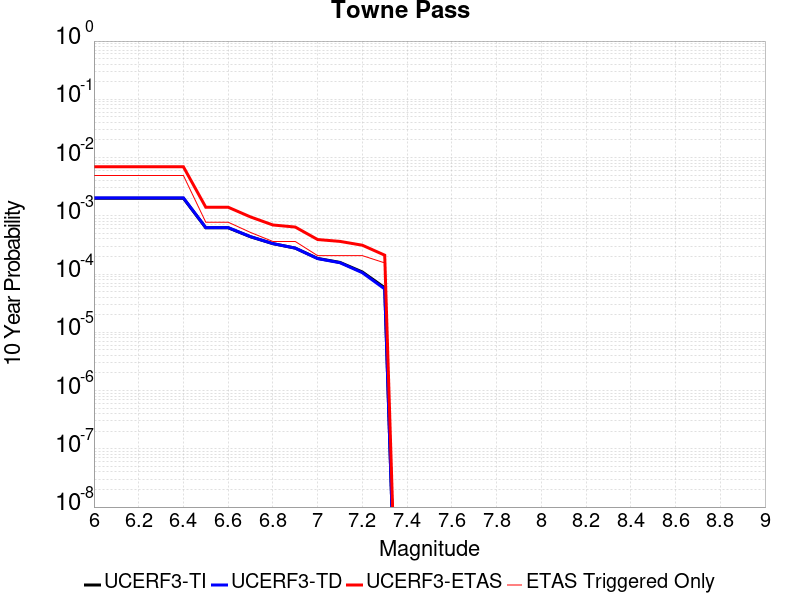 Towne Pass
10 Year Probability
10^0
10^-1
10^-2
10^-3
10^-4
10^-5
10^-6
10^-7
10^-8
6 6.2 6.4 6.6 6.8 7 7.2 7.4 7.6 7.8 8 8.2 8.4 8.6 8.8 9
Magnitude
UCERF3-TI UCERF3-TD UCERF3-ETAS ETAS Triggered Only